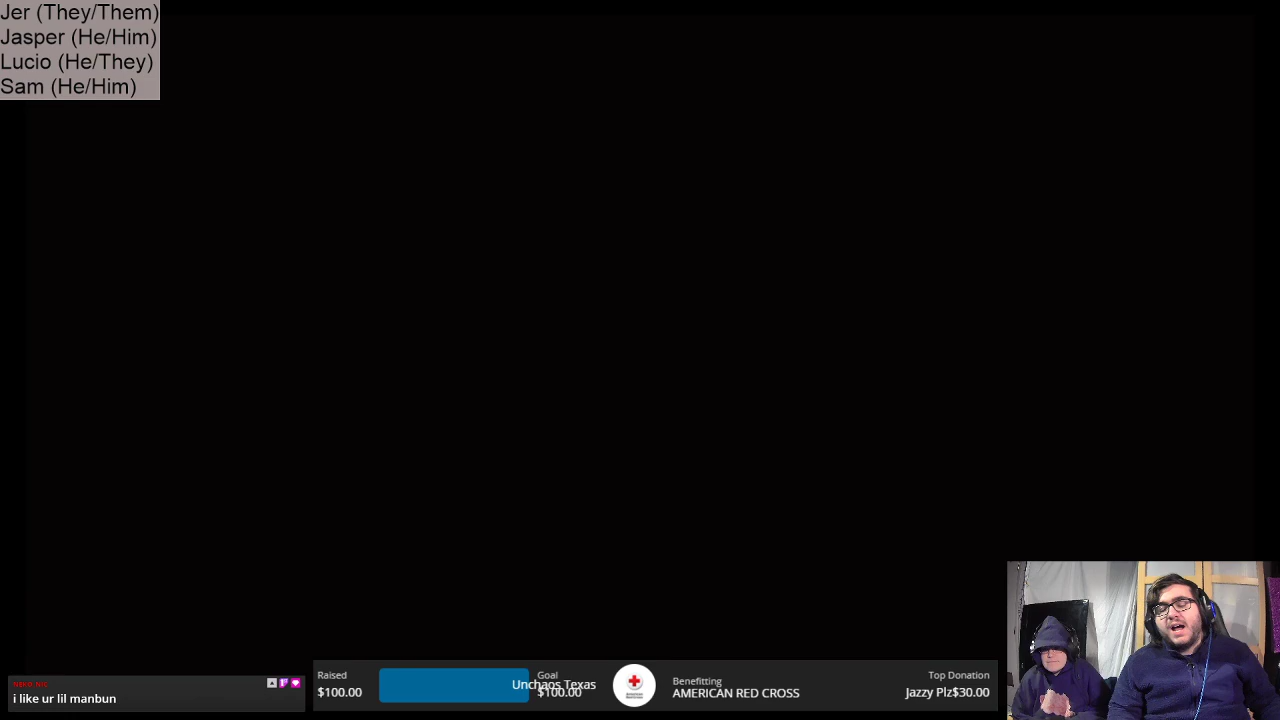 Jer (They/Them)
Jasper (He/Him)
Lucio (He/They)
Sam (He/Him)
Raised
$100.00
Goal
$100.00
Unchaos Texas
Benefitting
AMERICAN RED CROSS
Top Donation
jazzy Plz$30.00
i like ur lil manbun